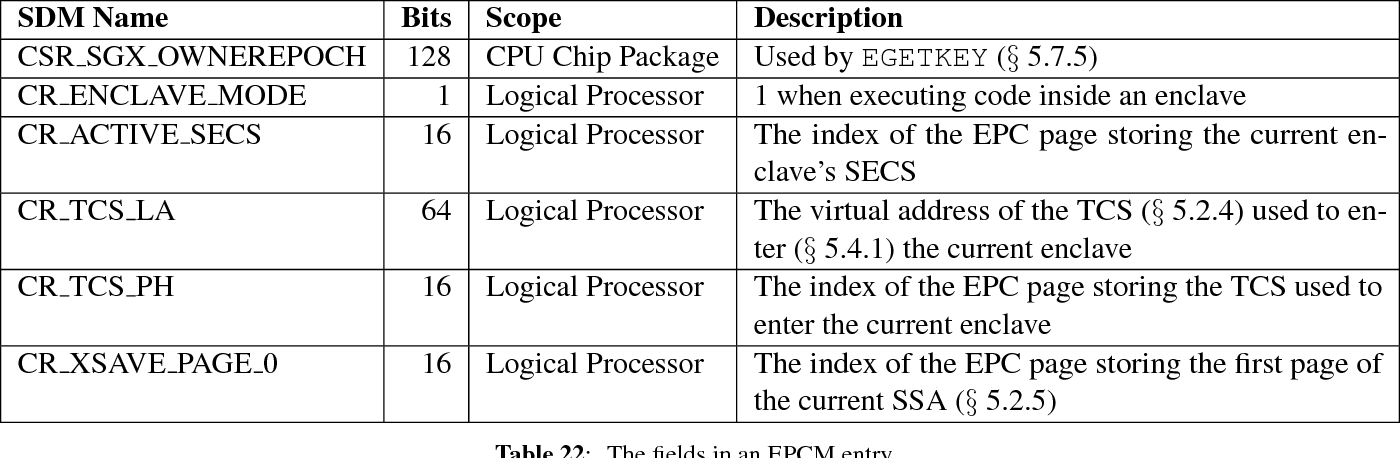 SDM Name Bits Scope Description
CSR_SGX_OWNEREPOCH 128 CPU Chip Package Used by EGETKEY (§ 5.7.5)
CR_ENCLAVE_MODE 1 Logical Processor 1 when executing code inside an enclave
CR_ACTIVE_SECS 16 Logical Processor The index of the EPC page storing the current en-
clave's SECS
CR_TCS_LA 64 Logical Processor The virtual address of the TCS (§ 5.2.4) used to en-
ter (§ 5.4.1) the current enclave
CR_TCS_PH 16 Logical Processor The index of the EPC page storing the TCS used to
enter the current enclave
CR_XSAVE_PAGE_0 16 Logical Processor The index of the EPC page storing the first page of
the current SSA (§ 5.2.5)
Table 22: The fields in an EPCM entry